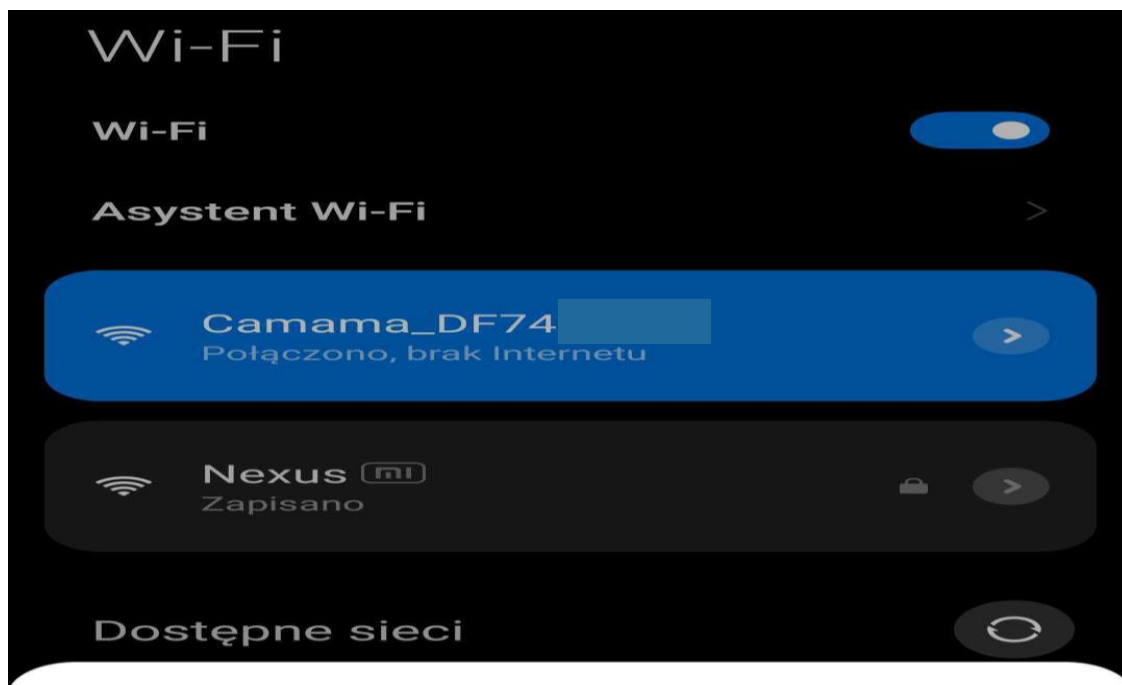 Wi-Fi
Wi-Fi
Asystent Wi-Fi
>
Camama_DF74
Połączono, brak Internetu
>
Nexus mi
Zapisano
>
Dostępne sieci